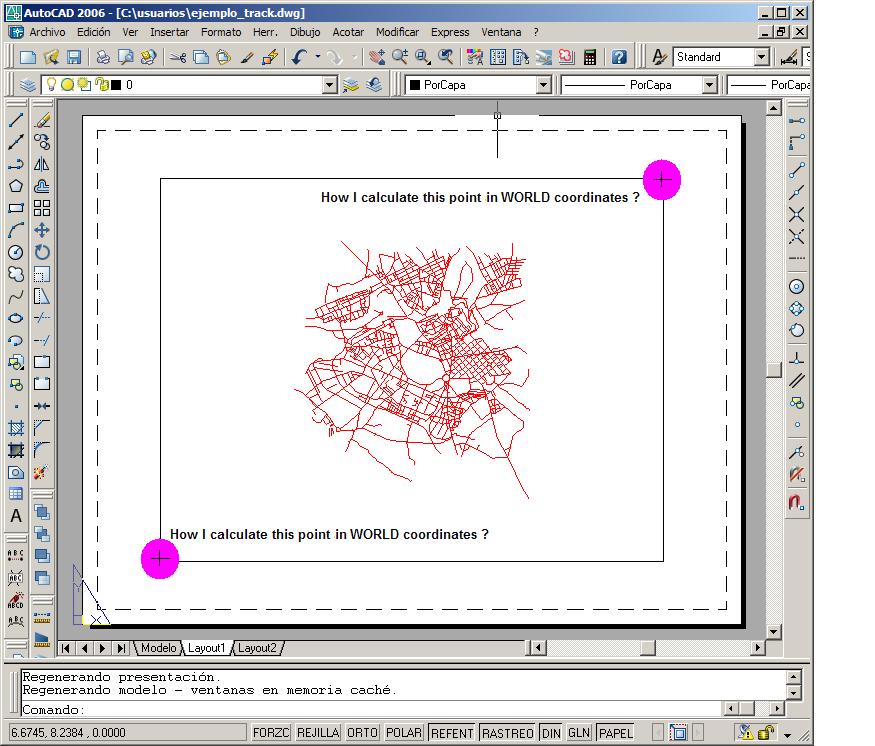 AutoCAD 2006 - [C:\usuarios\ejemplo_track.dwg]
Archivo Edición Ver Insertar Formato Herr. Dibujo Acotar Modificar Express Ventana ?
Standard
0 PorCapa PorCapa PorCapa
How I calculate this point in WORLD coordinates ?
How I calculate this point in WORLD coordinates ?
A
Modelo Layout1 Layout2
Regenerando presentación.
Regenerando modelo - ventanas en memoria caché.
Comando:
6.6745, 8.2384 , 0.0000 FORZC REJILLA ORTO POLAR REFENT RASTREO DIN GLN PAPEL